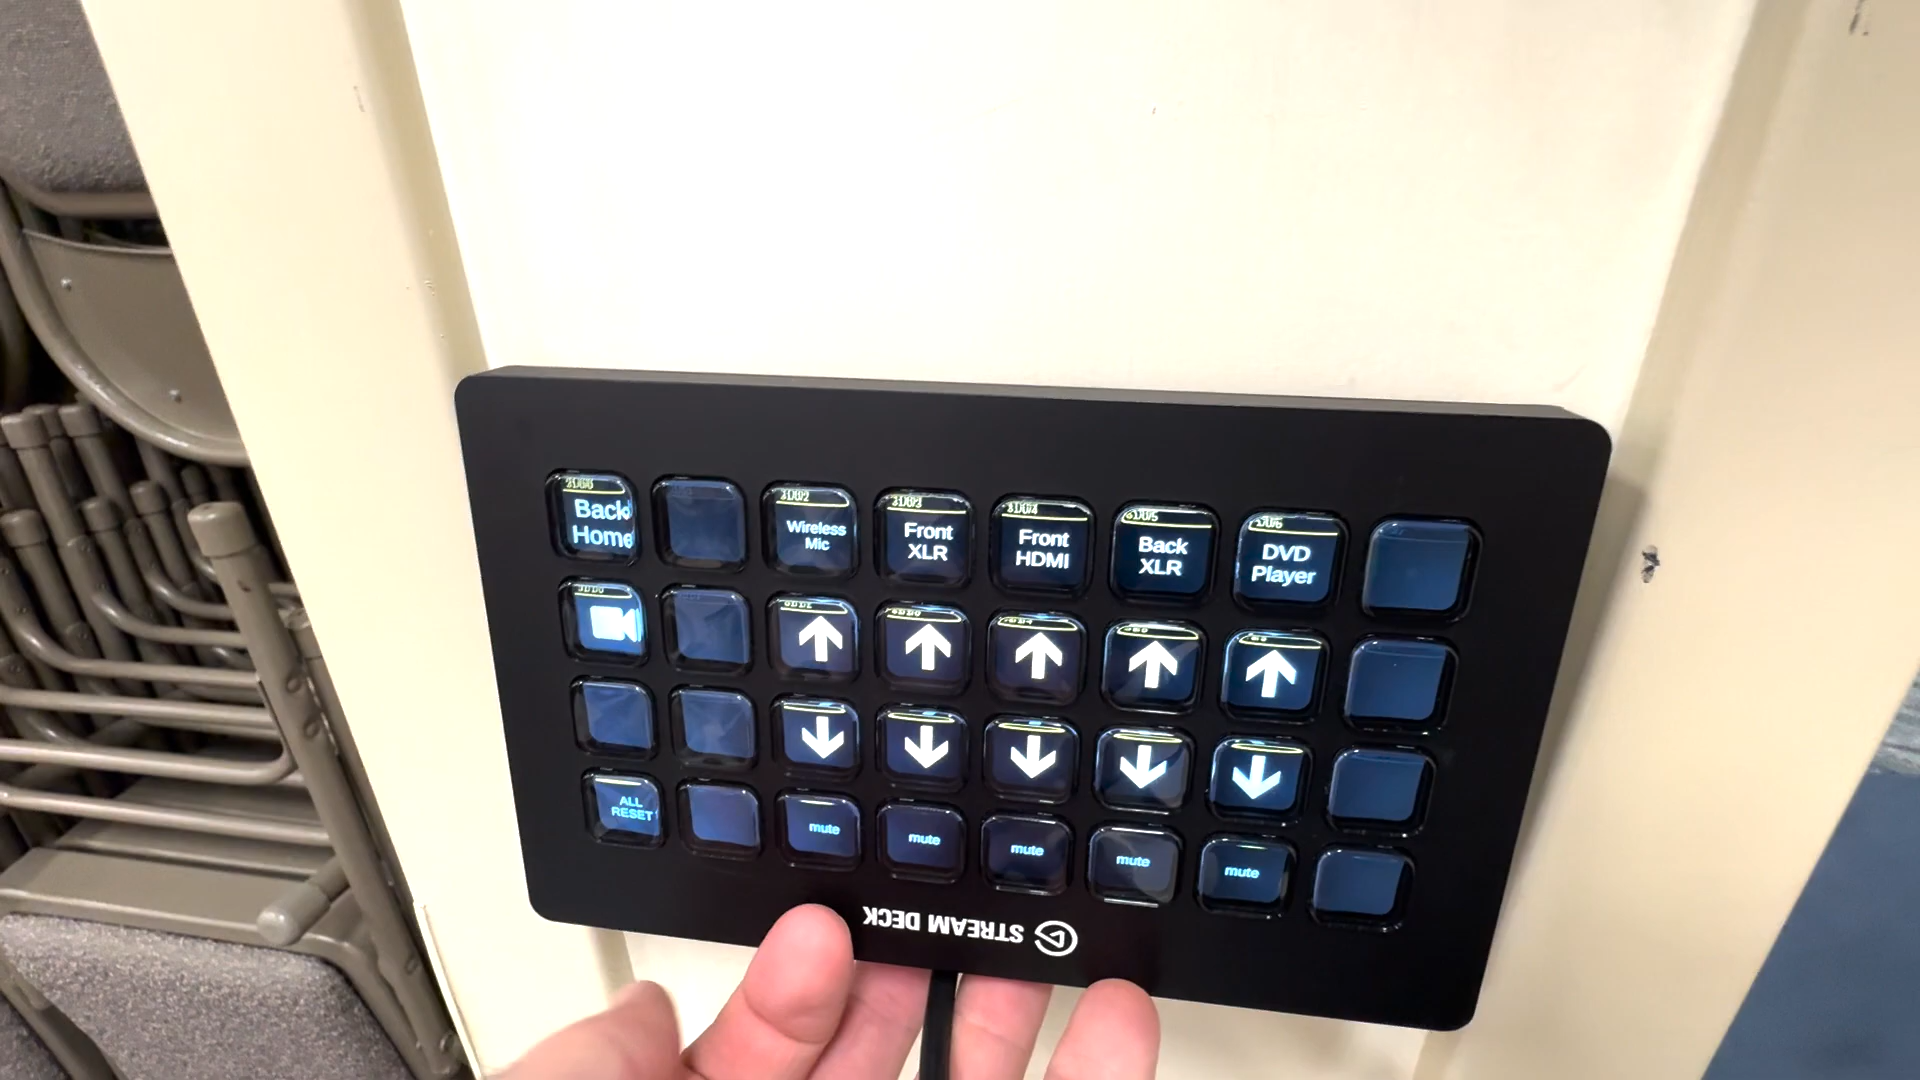 Back
Home
Wireless
Mic
Front
XLR
Front
HDMI
Back
XLR
DVD
Player
ALL
RESET
mute
mute
mute
mute
mute
STREAM DECK